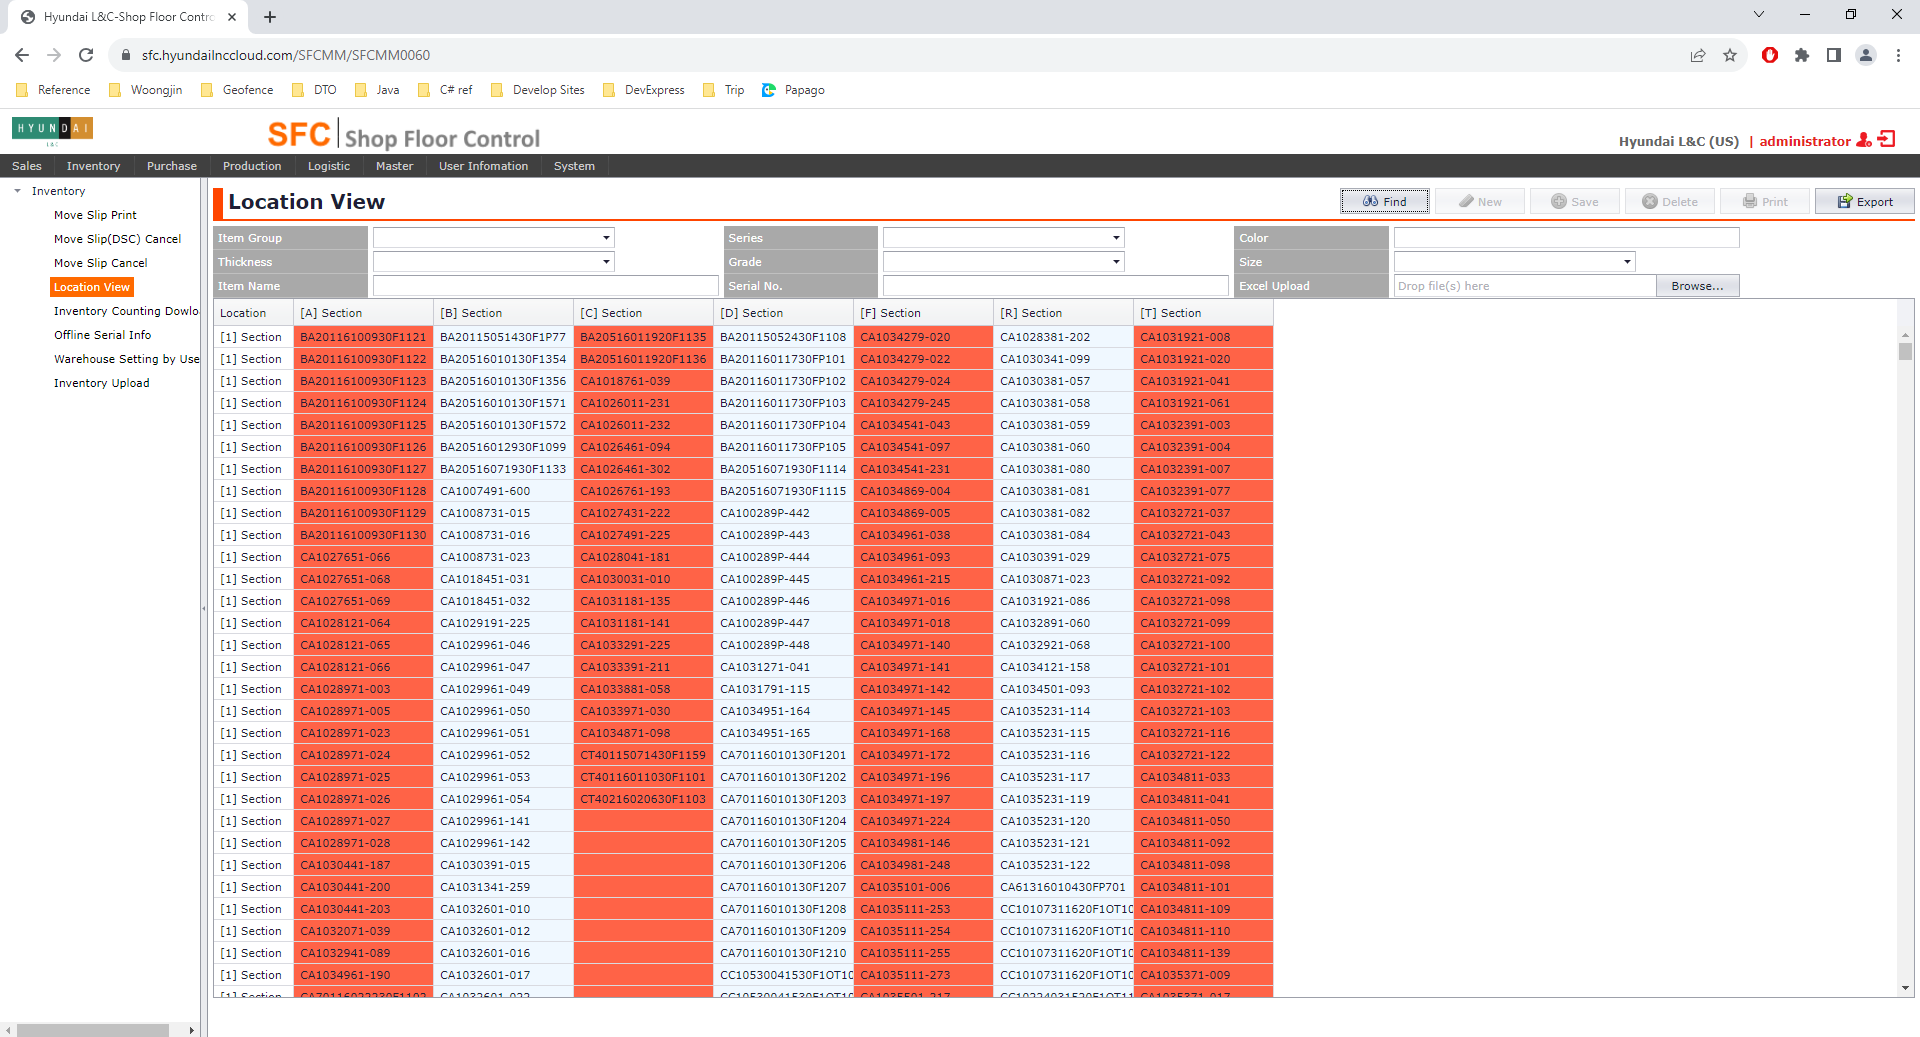 Hyundai L&C-Shop Floor Contro
sfc.hyundailnccloud.com/SFCMM/SFCMM0060
Reference Woongjin Geofence DTO Java C# ref Develop Sites DevExpress Trip Papago
HYUNDAI
L&C
SFC Shop Floor Control
Hyundai L&C (US) | administrator
Sales Inventory Purchase Production Logistic Master User Infomation System
Inventory
Move Slip Print
Move Slip(DSC) Cancel
Move Slip Cancel
Location View
Inventory Counting Dowlo
Offline Serial Info
Warehouse Setting by Use
Inventory Upload
Location View
Find New Save Delete Print Export
Item Group Series Color
Thickness Grade Size
Item Name Serial No. Excel Upload Drop file(s) here Browse...
Location [A] Section [B] Section [C] Section [D] Section [F] Section [R] Section [T] Section
[1] Section BA20116100930F1121 BA20115051430F1P77 BA20516011920F1135 BA20115052430F1108 CA1034279-020 CA1028381-202 CA1031921-008
[1] Section BA20116100930F1122 BA20516010130F1354 BA20516011920F1136 BA20116011730FP101 CA1034279-022 CA1030341-099 CA1031921-020
[1] Section BA20116100930F1123 BA20516010130F1356 CA1018761-039 BA20116011730FP102 CA1034279-024 CA1030381-057 CA1031921-041
[1] Section BA20116100930F1124 BA20516010130F1571 CA1026011-231 BA20116011730FP103 CA1034279-245 CA1030381-058 CA1031921-061
[1] Section BA20116100930F1125 BA20516010130F1572 CA1026011-232 BA20116011730FP104 CA1034541-043 CA1030381-059 CA1032391-003
[1] Section BA20116100930F1126 BA20516012930F1099 CA1026461-094 BA20116011730FP105 CA1034541-097 CA1030381-060 CA1032391-004
[1] Section BA20116100930F1127 BA20516071930F1133 CA1026461-302 BA20516071930F1114 CA1034541-231 CA1030381-080 CA1032391-007
[1] Section BA20116100930F1128 CA1007491-600 CA1026761-193 BA20516071930F1115 CA1034869-004 CA1030381-081 CA1032391-077
[1] Section BA20116100930F1129 CA1008731-015 CA1027431-222 CA100289P-442 CA1034869-005 CA1030381-082 CA1032721-037
[1] Section BA20116100930F1130 CA1008731-016 CA1027491-225 CA100289P-443 CA1034961-038 CA1030381-084 CA1032721-043
[1] Section CA1027651-066 CA1008731-023 CA1028041-181 CA100289P-444 CA1034961-093 CA1030391-029 CA1032721-075
[1] Section CA1027651-068 CA1018451-031 CA1030031-010 CA100289P-445 CA1034961-215 CA1030871-023 CA1032721-092
[1] Section CA1027651-069 CA1018451-032 CA1031181-135 CA100289P-446 CA1034971-016 CA1031921-086 CA1032721-098
[1] Section CA1028121-064 CA1029191-225 CA1031181-141 CA100289P-447 CA1034971-018 CA1032891-060 CA1032721-099
[1] Section CA1028121-065 CA1029961-046 CA1033291-225 CA100289P-448 CA1034971-140 CA1032921-068 CA1032721-100
[1] Section CA1028121-066 CA1029961-047 CA1033391-211 CA1031271-041 CA1034971-141 CA1034121-158 CA1032721-101
[1] Section CA1028971-003 CA1029961-049 CA1033881-058 CA1031791-115 CA1034971-142 CA1034501-093 CA1032721-102
[1] Section CA1028971-005 CA1029961-050 CA1033971-030 CA1034951-164 CA1034971-145 CA1035231-114 CA1032721-103
[1] Section CA1028971-023 CA1029961-051 CA1034871-098 CA1034951-165 CA1034971-168 CA1035231-115 CA1032721-116
[1] Section CA1028971-024 CA1029961-052 CT40115071430F1159 CA70116010130F1201 CA1034971-172 CA1035231-116 CA1032721-122
[1] Section CA1028971-025 CA1029961-053 CT40116011030F1101 CA70116010130F1202 CA1034971-196 CA1035231-117 CA1034811-033
[1] Section CA1028971-026 CA1029961-054 CT40216020630F1103 CA70116010130F1203 CA1034971-197 CA1035231-119 CA1034811-041
[1] Section CA1028971-027 CA1029961-141 CA70116010130F1204 CA1034971-224 CA1035231-120 CA1034811-050
[1] Section CA1028971-028 CA1029961-142 CA70116010130F1205 CA1034981-146 CA1035231-121 CA1034811-092
[1] Section CA1030441-187 CA1030391-015 CA70116010130F1206 CA1034981-248 CA1035231-122 CA1034811-098
[1] Section CA1030441-200 CA1031341-259 CA70116010130F1207 CA1035101-006 CA61316010430FP701 CA1034811-101
[1] Section CA1030441-203 CA1032601-010 CA70116010130F1208 CA1035111-253 CC10107311620F1OT10 CA1034811-109
[1] Section CA1032071-039 CA1032601-012 CA70116010130F1209 CA1035111-254 CC10107311620F1OT10 CA1034811-110
[1] Section CA1032941-089 CA1032601-016 CA70116010130F1210 CA1035111-255 CC10107311620F1OT10 CA1034811-139
[1] Section CA1034961-190 CA1032601-017 CC10530041530F1OT10 CA1035111-273 CC10107311620F1OT10 CA1035371-009
[1] Section